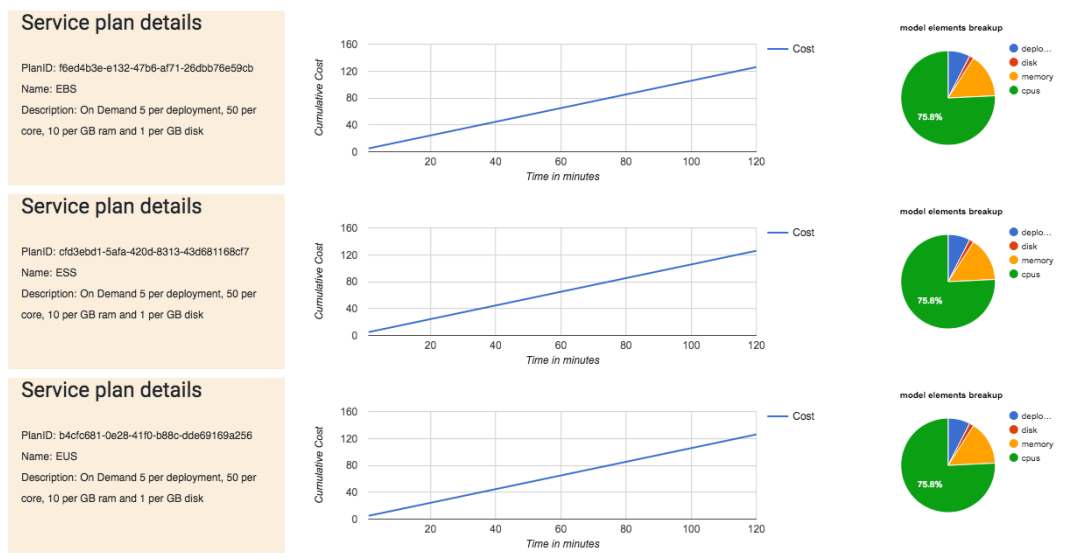 Service plan details
PlanID: f6ed4b3e-e132-47b6-af71-26dbb76e59cb
Name: EBS
Description: On Demand 5 per deployment, 50 per
core, 10 per GB ram and 1 per GB disk
160
120
80
40
0
Cumulative Cost
20 40 60 80 100 120
Time in minutes
Cost
model elements breakup
deplo...
disk
memory
cpus
75.8%
Service plan details
PlanID: cfd3ebd1-5afa-420d-8313-43d681168cf7
Name: ESS
Description: On Demand 5 per deployment, 50 per
core, 10 per GB ram and 1 per GB disk
160
120
80
40
0
Cumulative Cost
20 40 60 80 100 120
Time in minutes
Cost
model elements breakup
deplo...
disk
memory
cpus
75.8%
Service plan details
PlanID: b4cfc681-0e28-41f0-b88c-dde69169a256
Name: EUS
Description: On Demand 5 per deployment, 50 per
core, 10 per GB ram and 1 per GB disk
160
120
80
40
0
Cumulative Cost
20 40 60 80 100 120
Time in minutes
Cost
model elements breakup
deplo...
disk
memory
cpus
75.8%